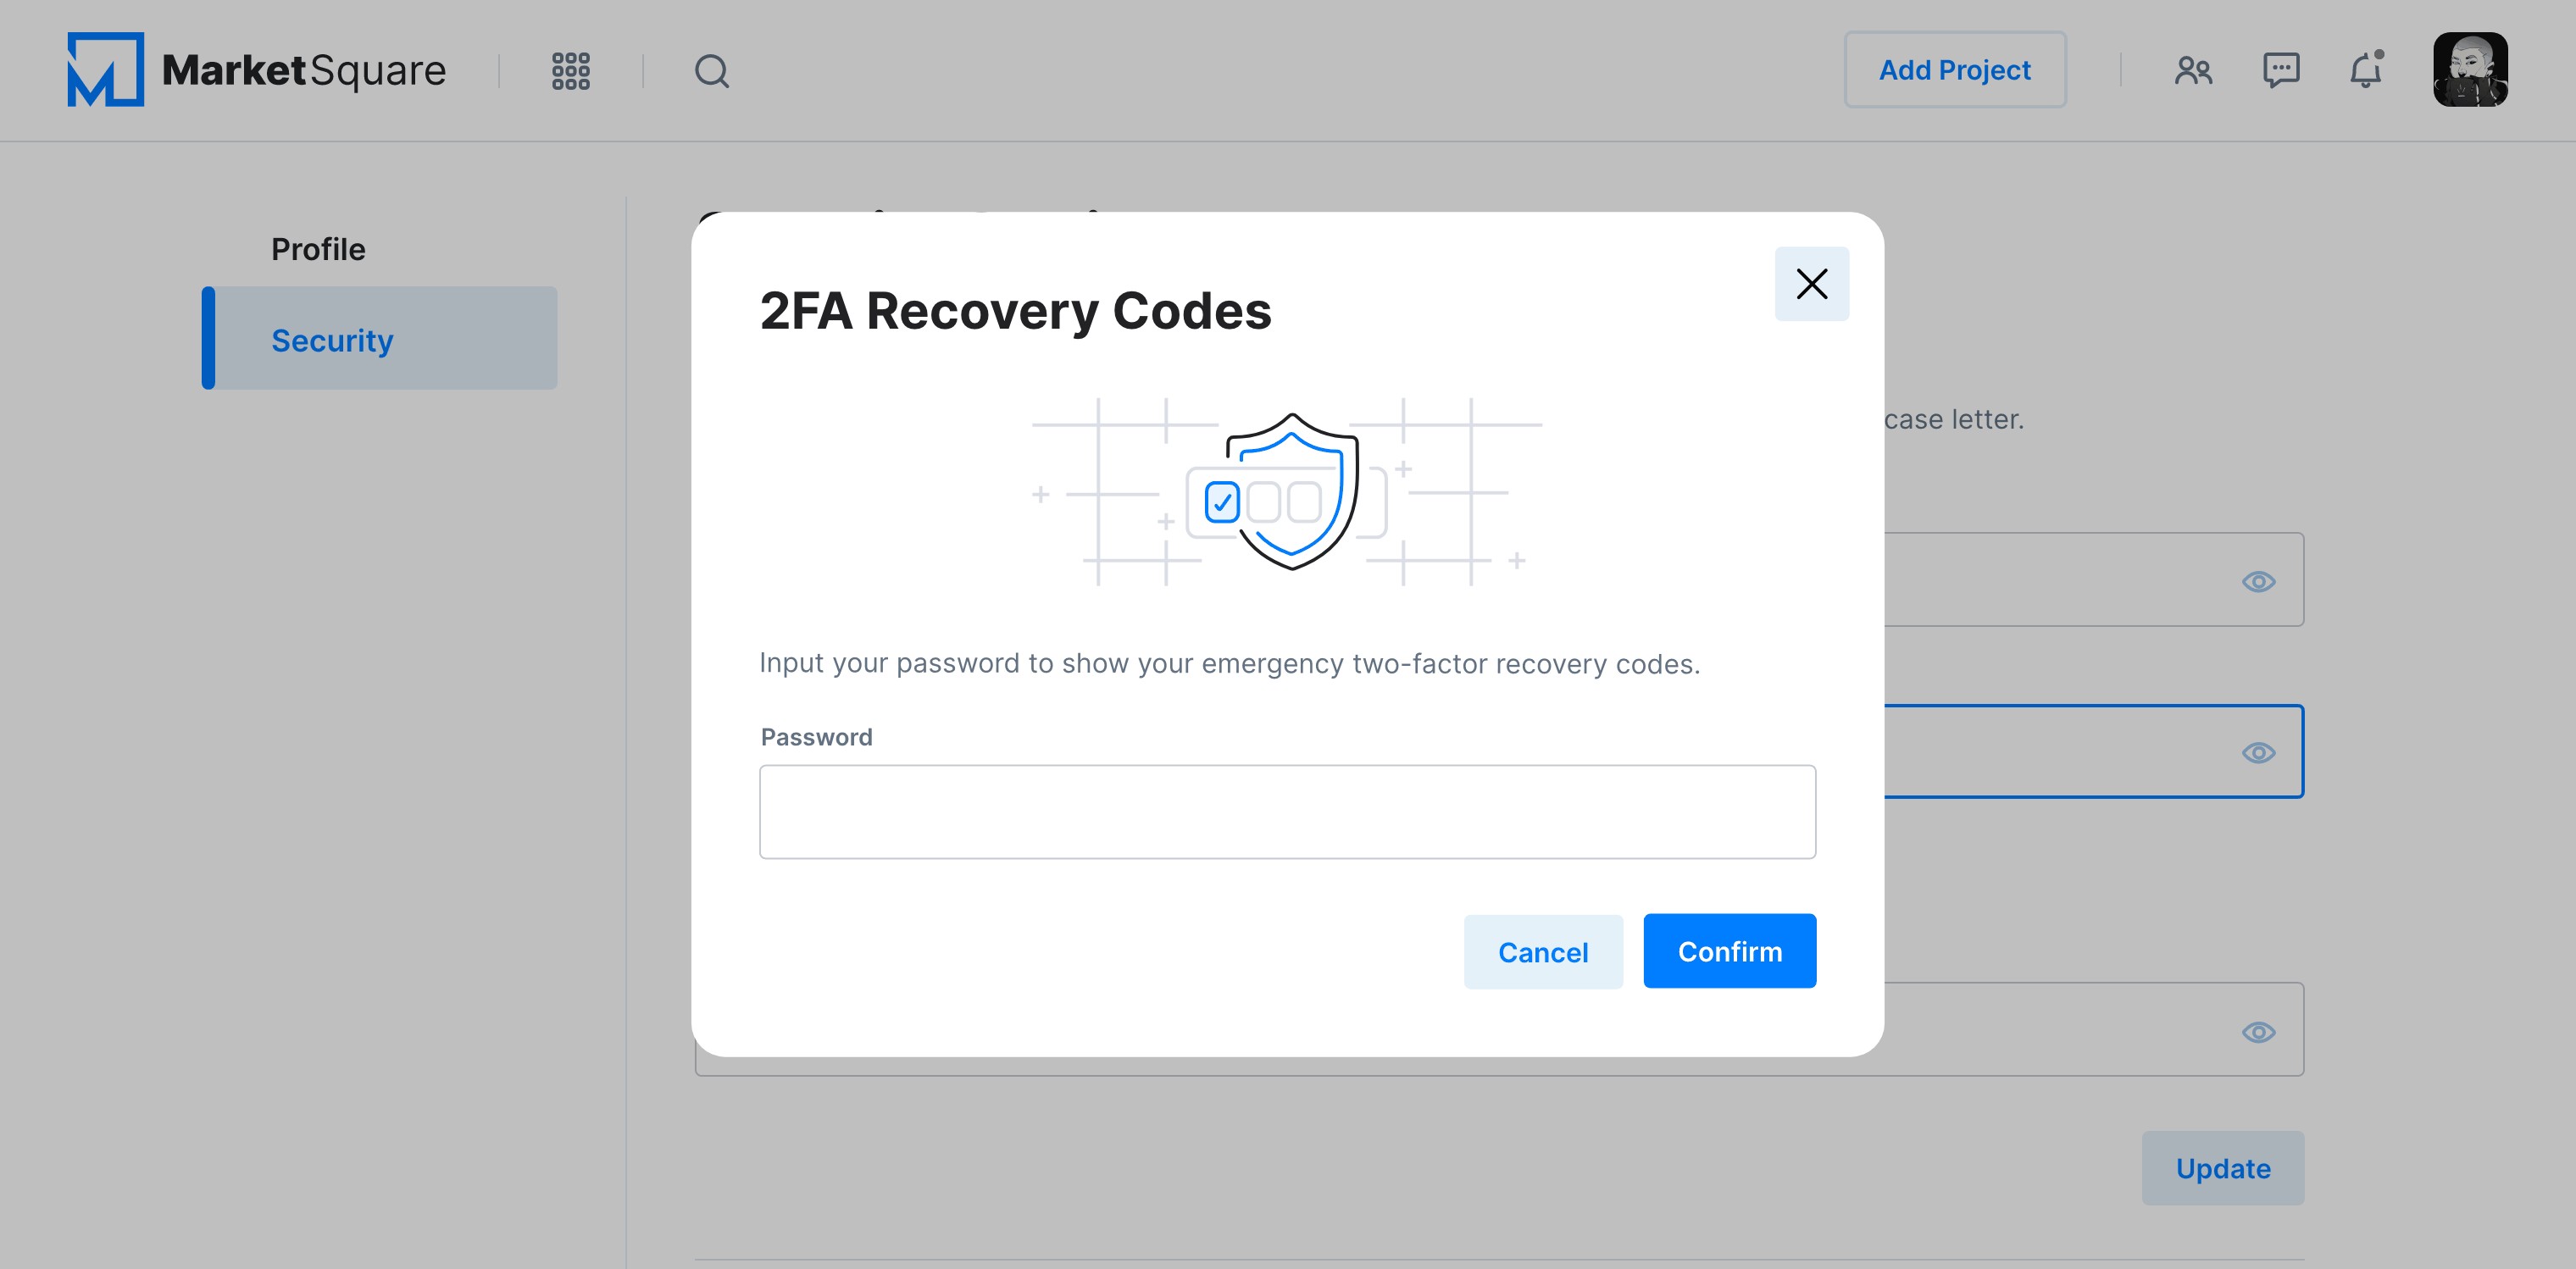 MarketSquare
Add Project
Profile
Security
2FA Recovery Codes
case letter.
Input your password to show your emergency two-factor recovery codes.
Password
Cancel
Confirm
Update